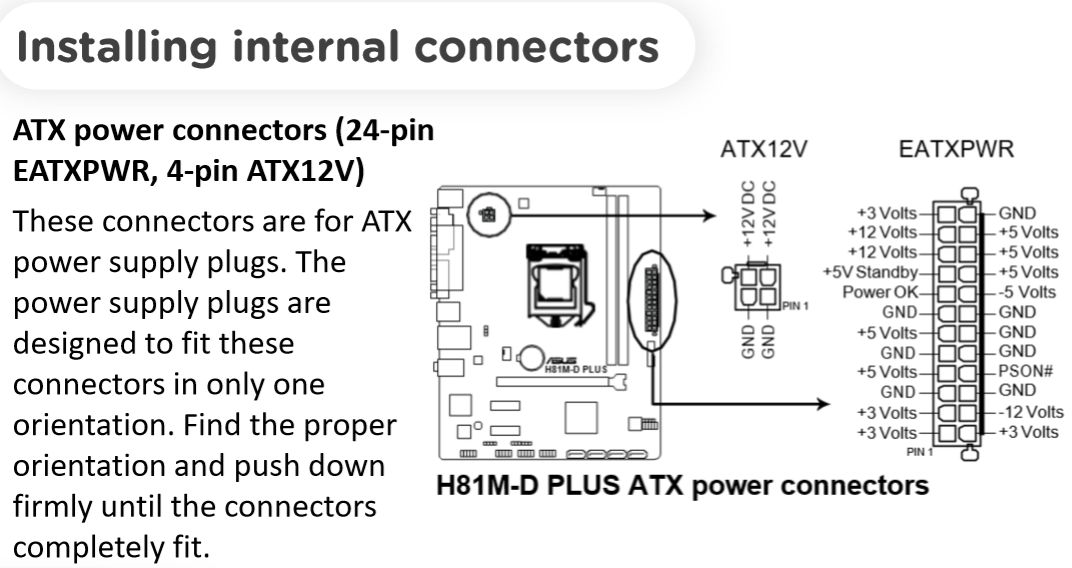 Installing internal connectors
ATX power connectors (24-pin
EATXPWR, 4-pin ATX12V)
These connectors are for ATX
power supply plugs. The
power supply plugs are
designed to fit these
connectors in only one
orientation. Find the proper
orientation and push down
firmly until the connectors
completely fit.
ATX12V
+12V DC
+12V DC
PIN 1
GND
GND
EATXPWR
+3 Volts GND
+12 Volts +5 Volts
+12 Volts +5 Volts
+5V Standby +5 Volts
Power OK -5 Volts
GND GND
+5 Volts GND
GND GND
+5 Volts PSON#
GND GND
+3 Volts -12 Volts
+3 Volts +3 Volts
PIN 1
ASUS
H81M-D PLUS
H81M-D PLUS ATX power connectors